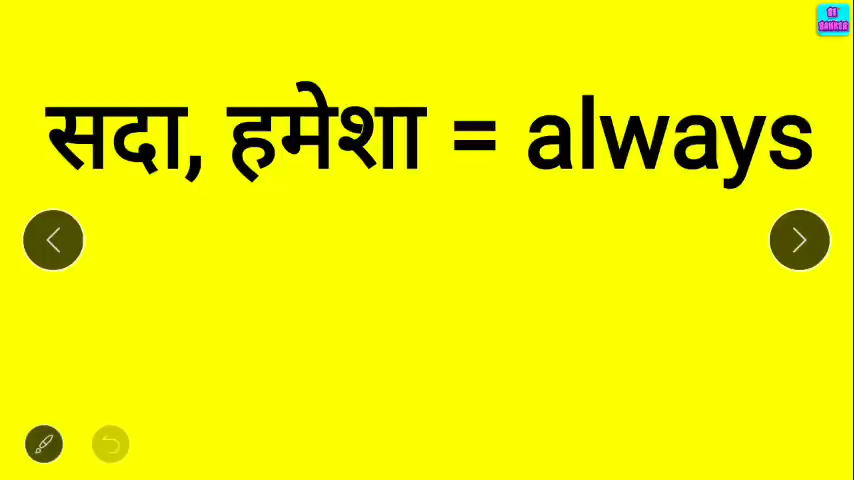 सदा, हमेशा = always